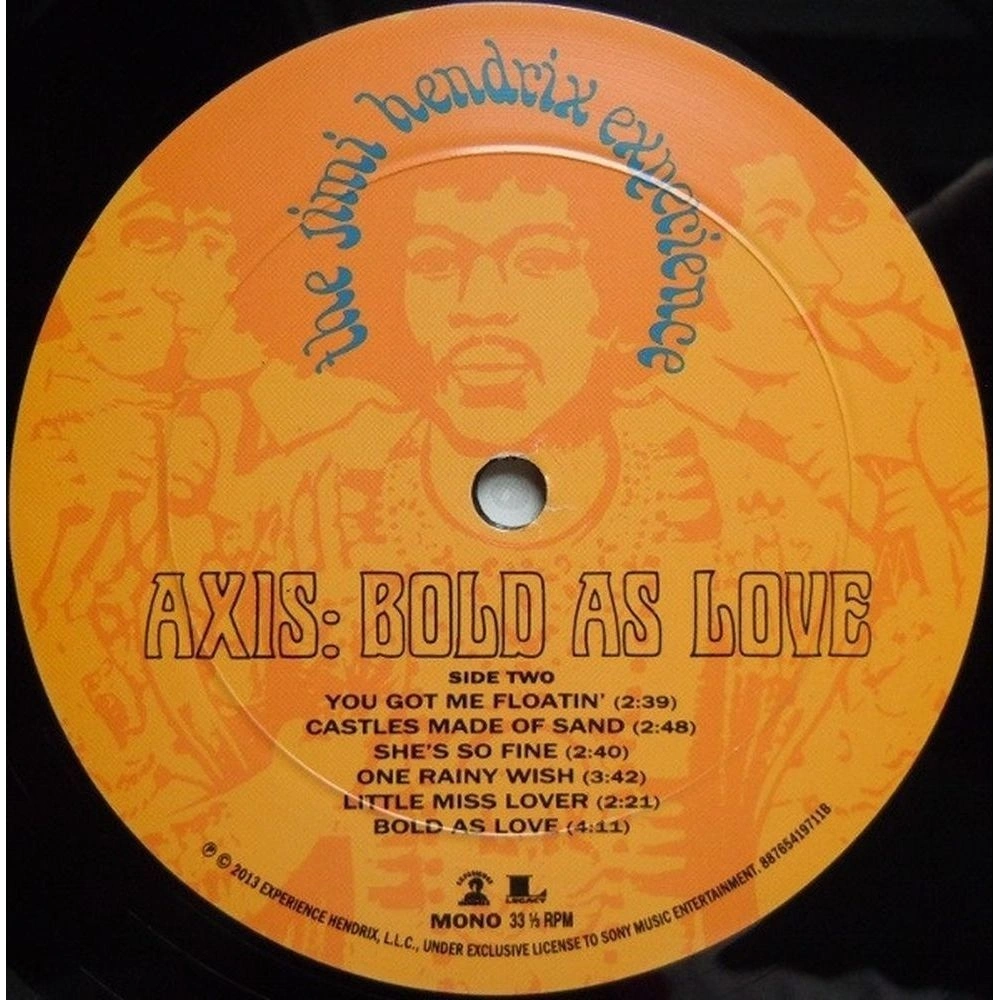 the jimi hendrix experience
AXIS: BOLD AS LOVE
SIDE TWO
YOU GOT ME FLOATIN' (2:39)
CASTLES MADE OF SAND (2:48)
SHE'S SO FINE (2:40)
ONE RAINY WISH (3:42)
LITTLE MISS LOVER (2:21)
BOLD AS LOVE (4:11)
EXPERIENCE HENDRIX
L LEGACY
MONO 33 ⅓ RPM
℗ © 2013 EXPERIENCE HENDRIX, L.L.C., UNDER EXCLUSIVE LICENSE TO SONY MUSIC ENTERTAINMENT. 88765419711B